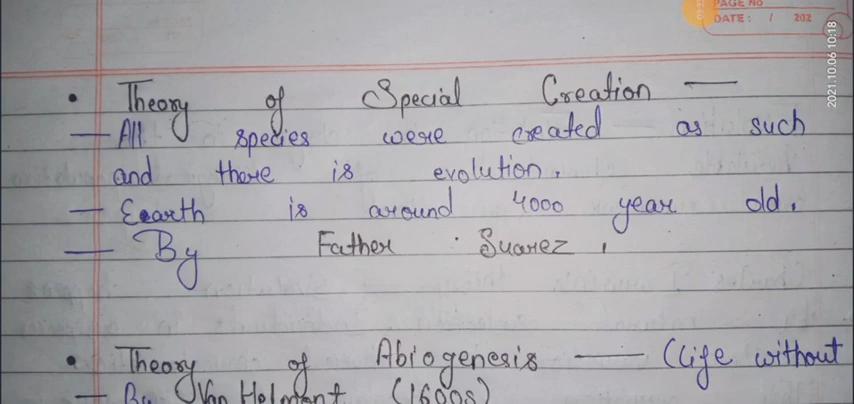 PAGE No
DATE: / 202
2021.10.06 10:18
• Theory of Special Creation —
— All species were created as such
and there is evolution.
— Earth is around 4000 year old.
— By Father Suarez.
• Theory of Abiogenesis — (life without
— By Van Helmont (1600s)